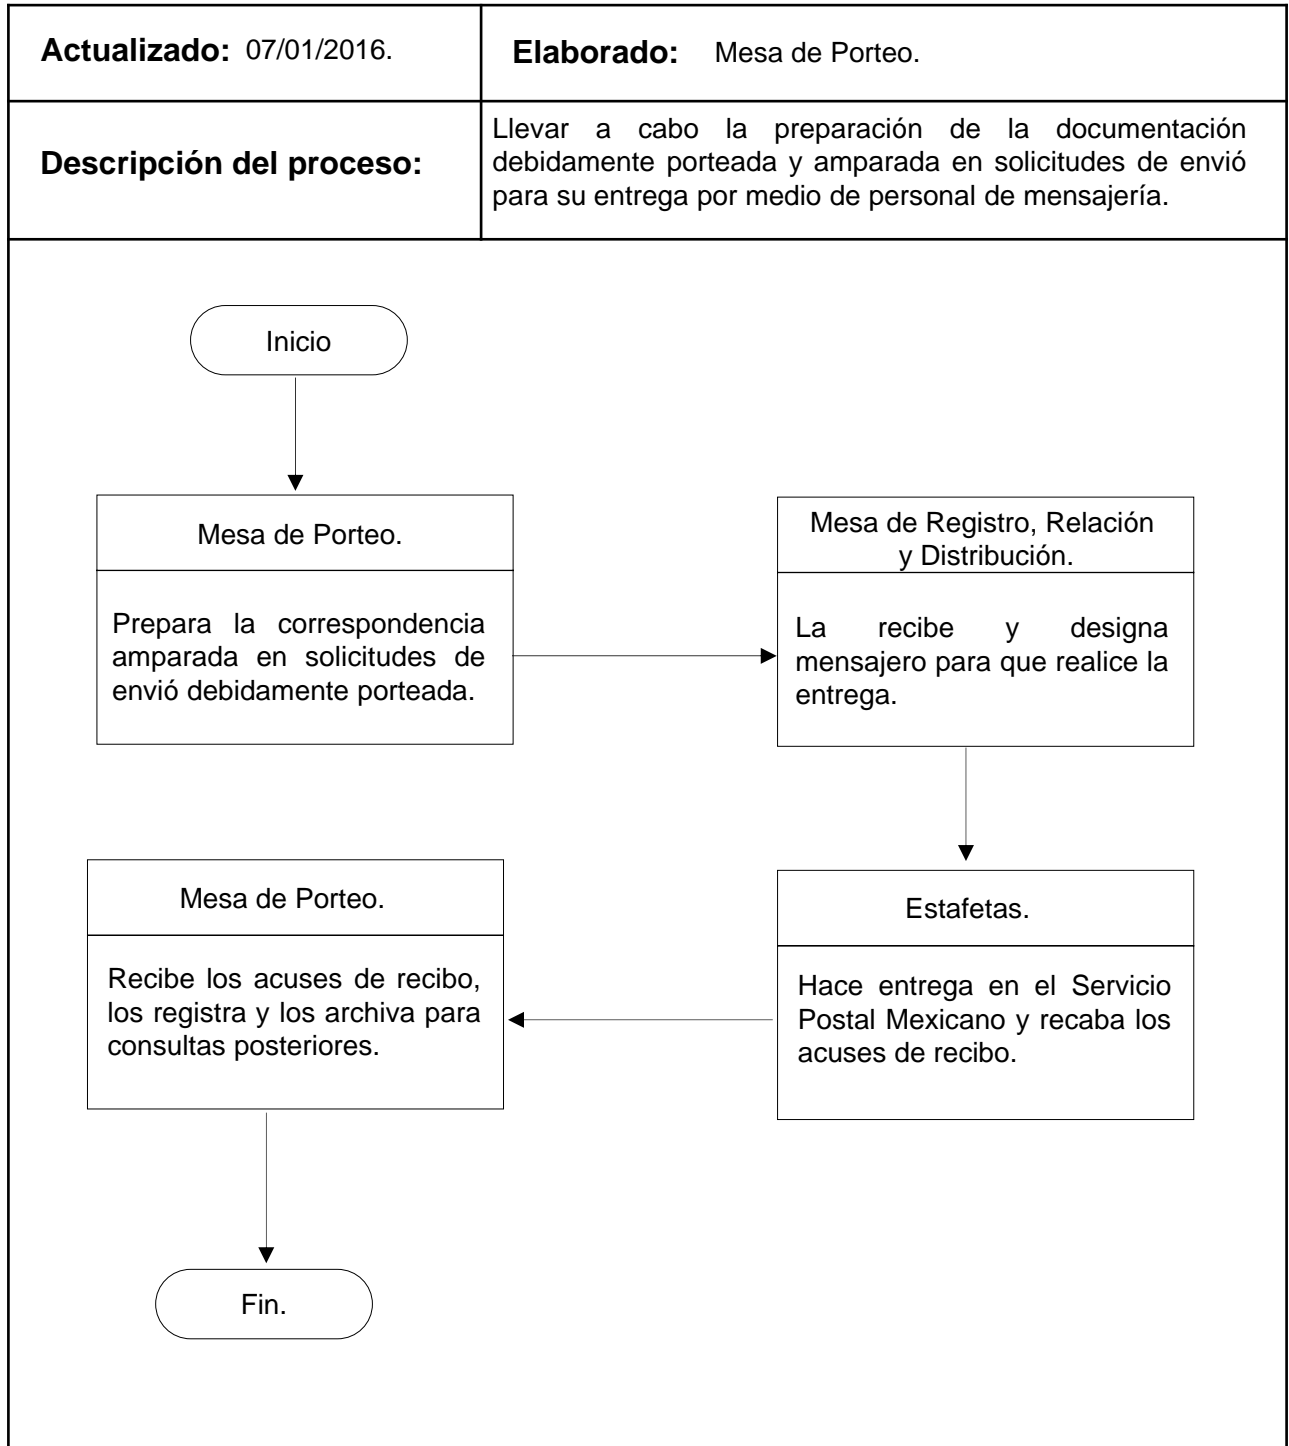 Actualizado: 07/01/2016.
Elaborado: Mesa de Porteo.
Descripción del proceso:
Llevar a cabo la preparación de la documentación
debidamente porteada y amparada en solicitudes de envió
para su entrega por medio de personal de mensajería.
Inicio
Mesa de Porteo.
Prepara la correspondencia
amparada en solicitudes de
envió debidamente porteada.
Mesa de Registro, Relación
y Distribución.
La recibe y designa
mensajero para que realice la
entrega.
Estafetas.
Hace entrega en el Servicio
Postal Mexicano y recaba los
acuses de recibo.
Mesa de Porteo.
Recibe los acuses de recibo,
los registra y los archiva para
consultas posteriores.
Fin.